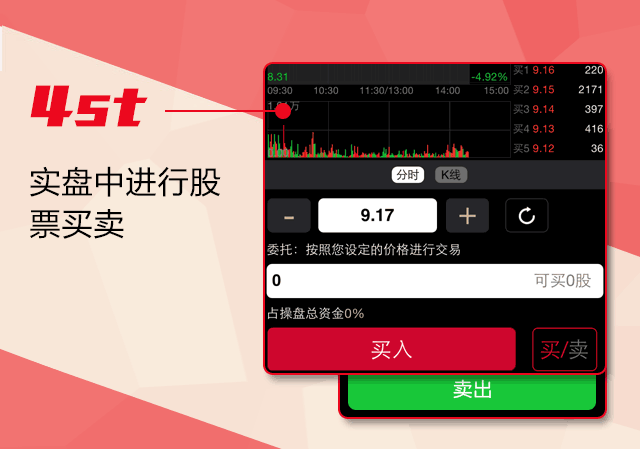 4st
实盘中进行股
票买卖
8.31
-4.92%
09:30 10:30 11:30/13:00 14:00 15:00
买1 9.16 220
买2 9.15 2171
买3 9.14 397
买4 9.13 416
买5 9.12 36
分时 K线
- 9.17 +
委托：按照您设定的价格进行交易
0 可买0股
占操盘总资金0%
买入 买/卖
卖出